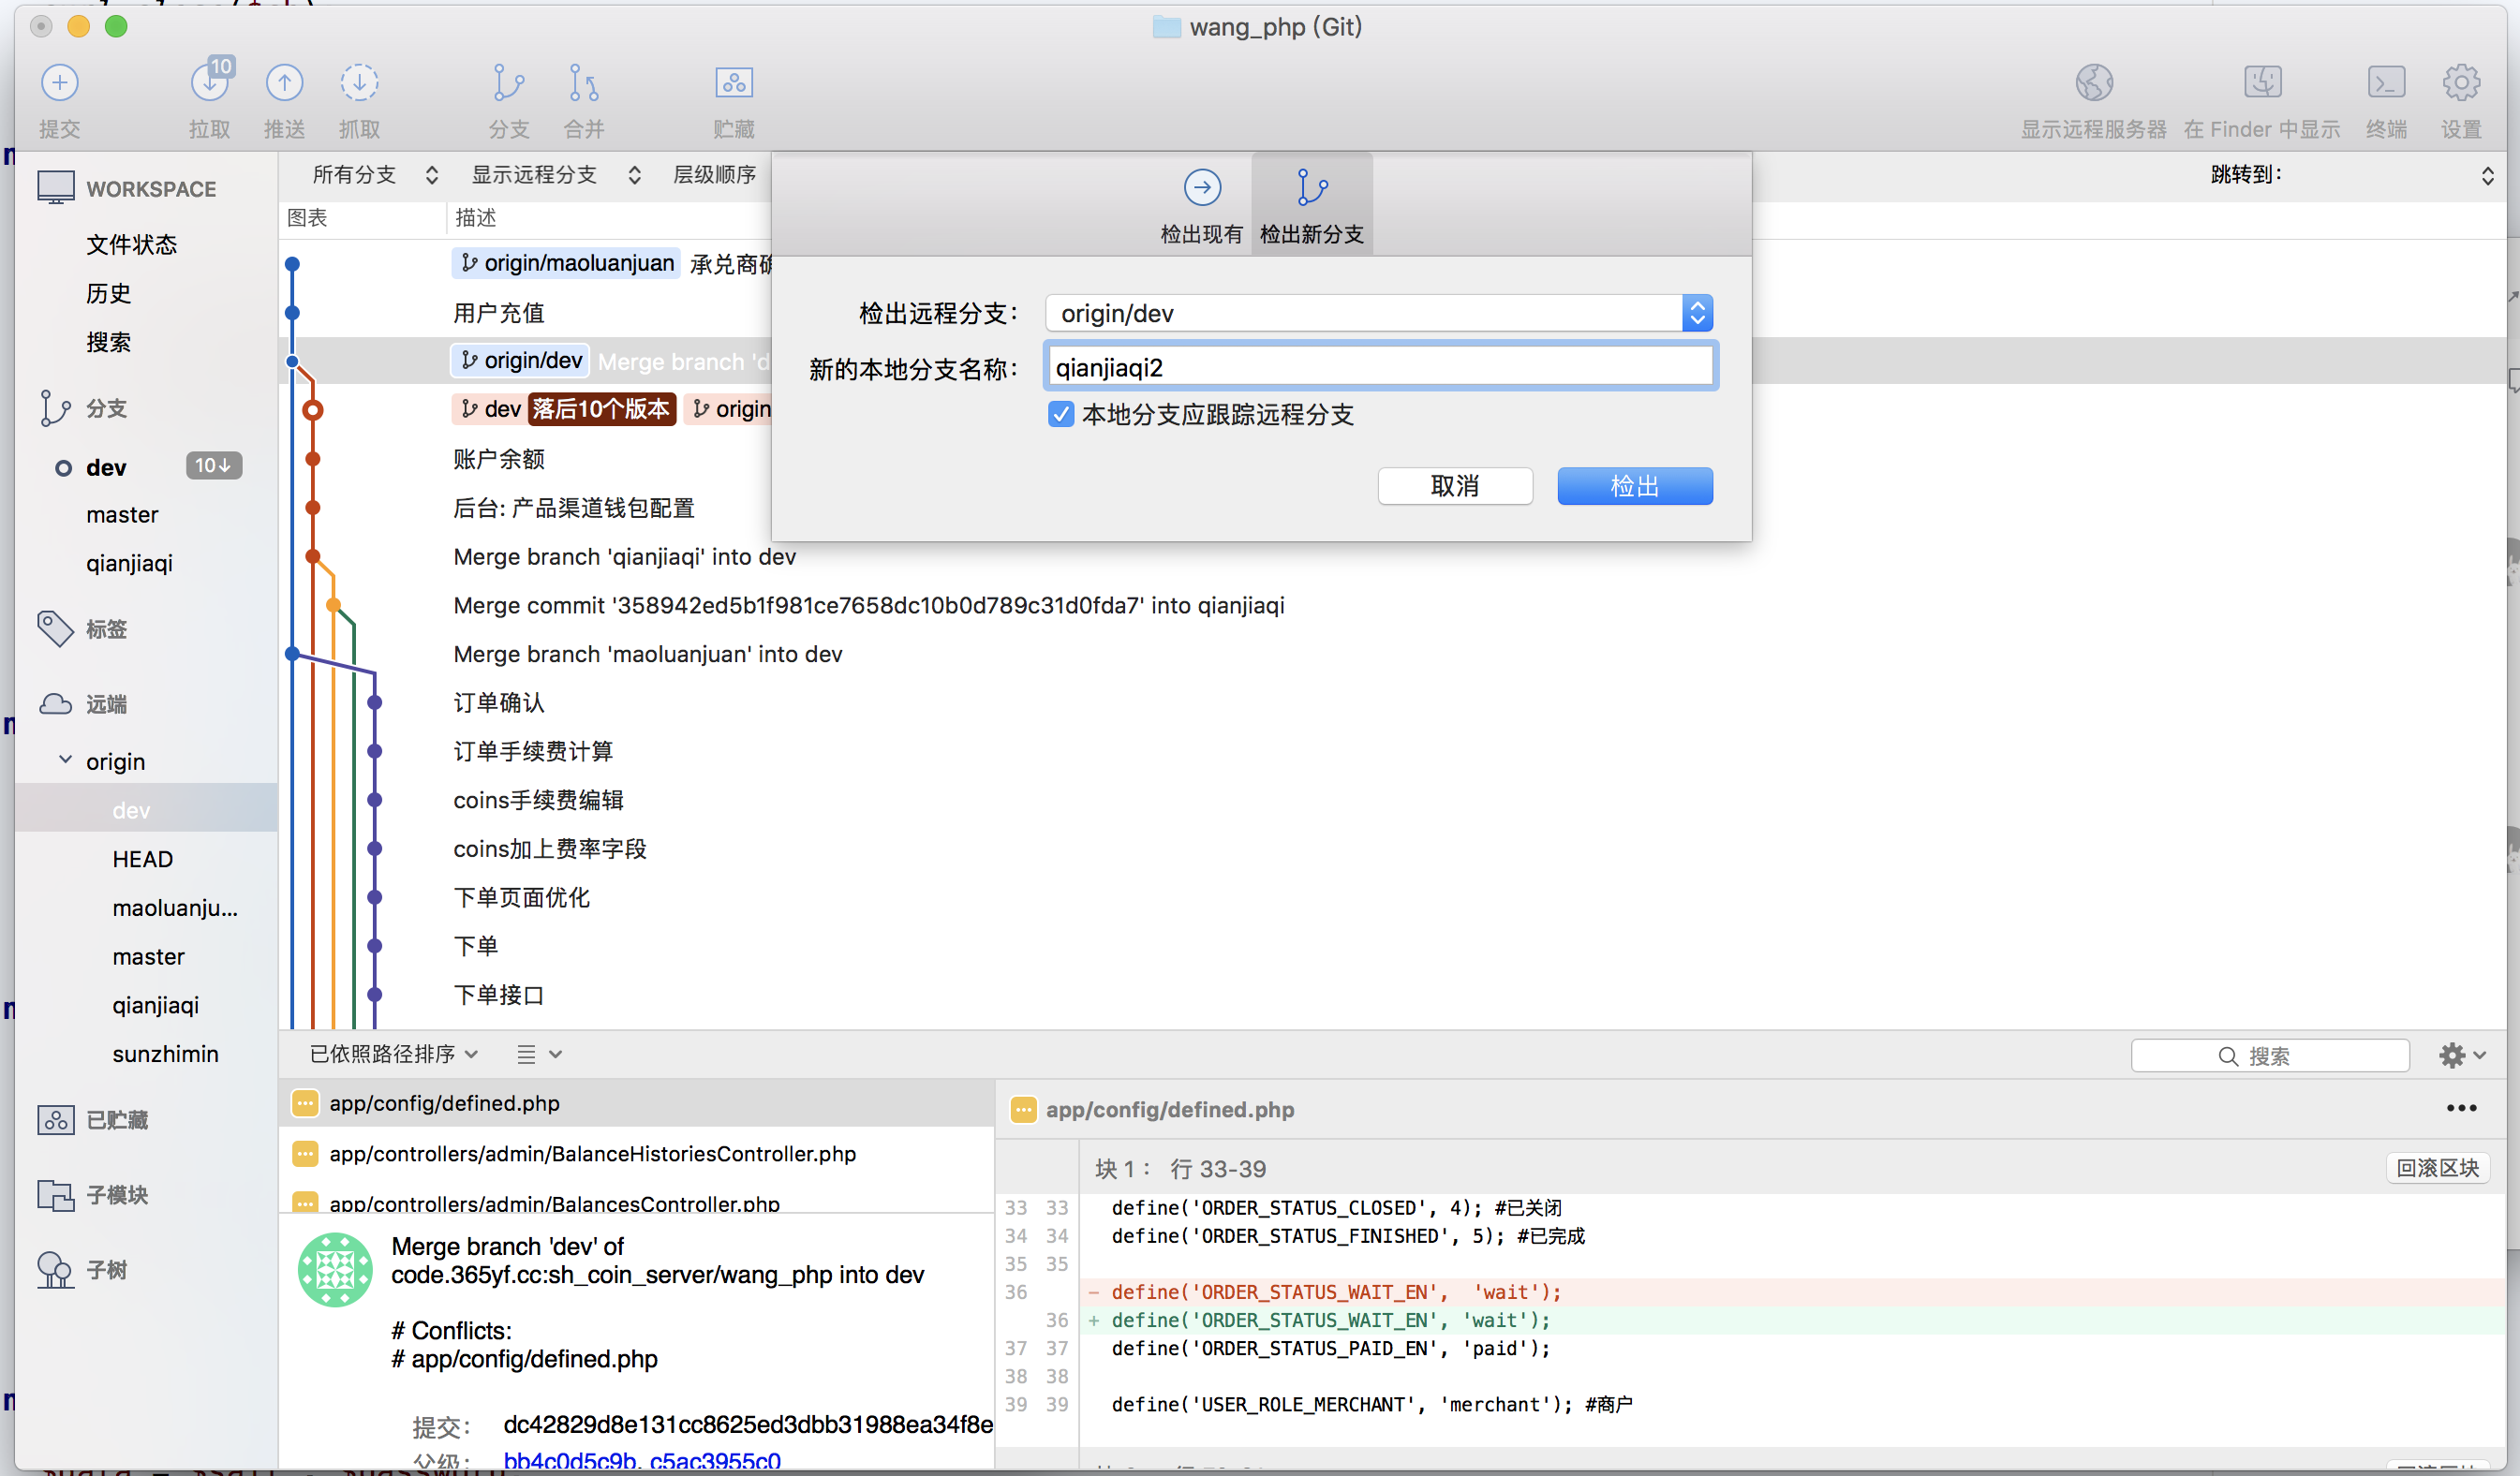 wang_php (Git)
10
提交 拉取 推送 抓取 分支 合并 贮藏 显示远程服务器 在 Finder 中显示 终端 设置
WORKSPACE
文件状态
历史
搜索
分支
dev 10↓
master
qianjiaqi
标签
远端
origin
dev
HEAD
maoluanju...
master
qianjiaqi
sunzhimin
已贮藏
子模块
子树
所有分支 显示远程分支 层级顺序 跳转到：
图表 描述
origin/maoluanjuan 承兑商
用户充值
origin/dev Merge branch 'd
dev 落后10个版本 origin
账户余额
后台: 产品渠道钱包配置
Merge branch 'qianjiaqi' into dev
Merge commit '358942ed5b1f981ce7658dc10b0d789c31d0fda7' into qianjiaqi
Merge branch 'maoluanjuan' into dev
订单确认
订单手续费计算
coins手续费编辑
coins加上费率字段
下单页面优化
下单
下单接口
检出现有 检出新分支
检出远程分支： origin/dev
新的本地分支名称： qianjiaqi2
本地分支应跟踪远程分支
取消 检出
已依照路径排序 搜索
app/config/defined.php
app/controllers/admin/BalanceHistoriesController.php
app/controllers/admin/BalancesController.php
Merge branch 'dev' of
code.365yf.cc:sh_coin_server/wang_php into dev
# Conflicts:
# app/config/defined.php
提交： dc42829d8e131cc8625ed3dbb31988ea34f8e
父级： bb4c0d5c9b, c5ac3955c0
app/config/defined.php
块 1： 行 33-39 回滚区块
33 33 define('ORDER_STATUS_CLOSED', 4); #已关闭
34 34 define('ORDER_STATUS_FINISHED', 5); #已完成
35 35
36 - define('ORDER_STATUS_WAIT_EN',  'wait');
36 + define('ORDER_STATUS_WAIT_EN', 'wait');
37 37 define('ORDER_STATUS_PAID_EN', 'paid');
38 38
39 39 define('USER_ROLE_MERCHANT', 'merchant'); #商户